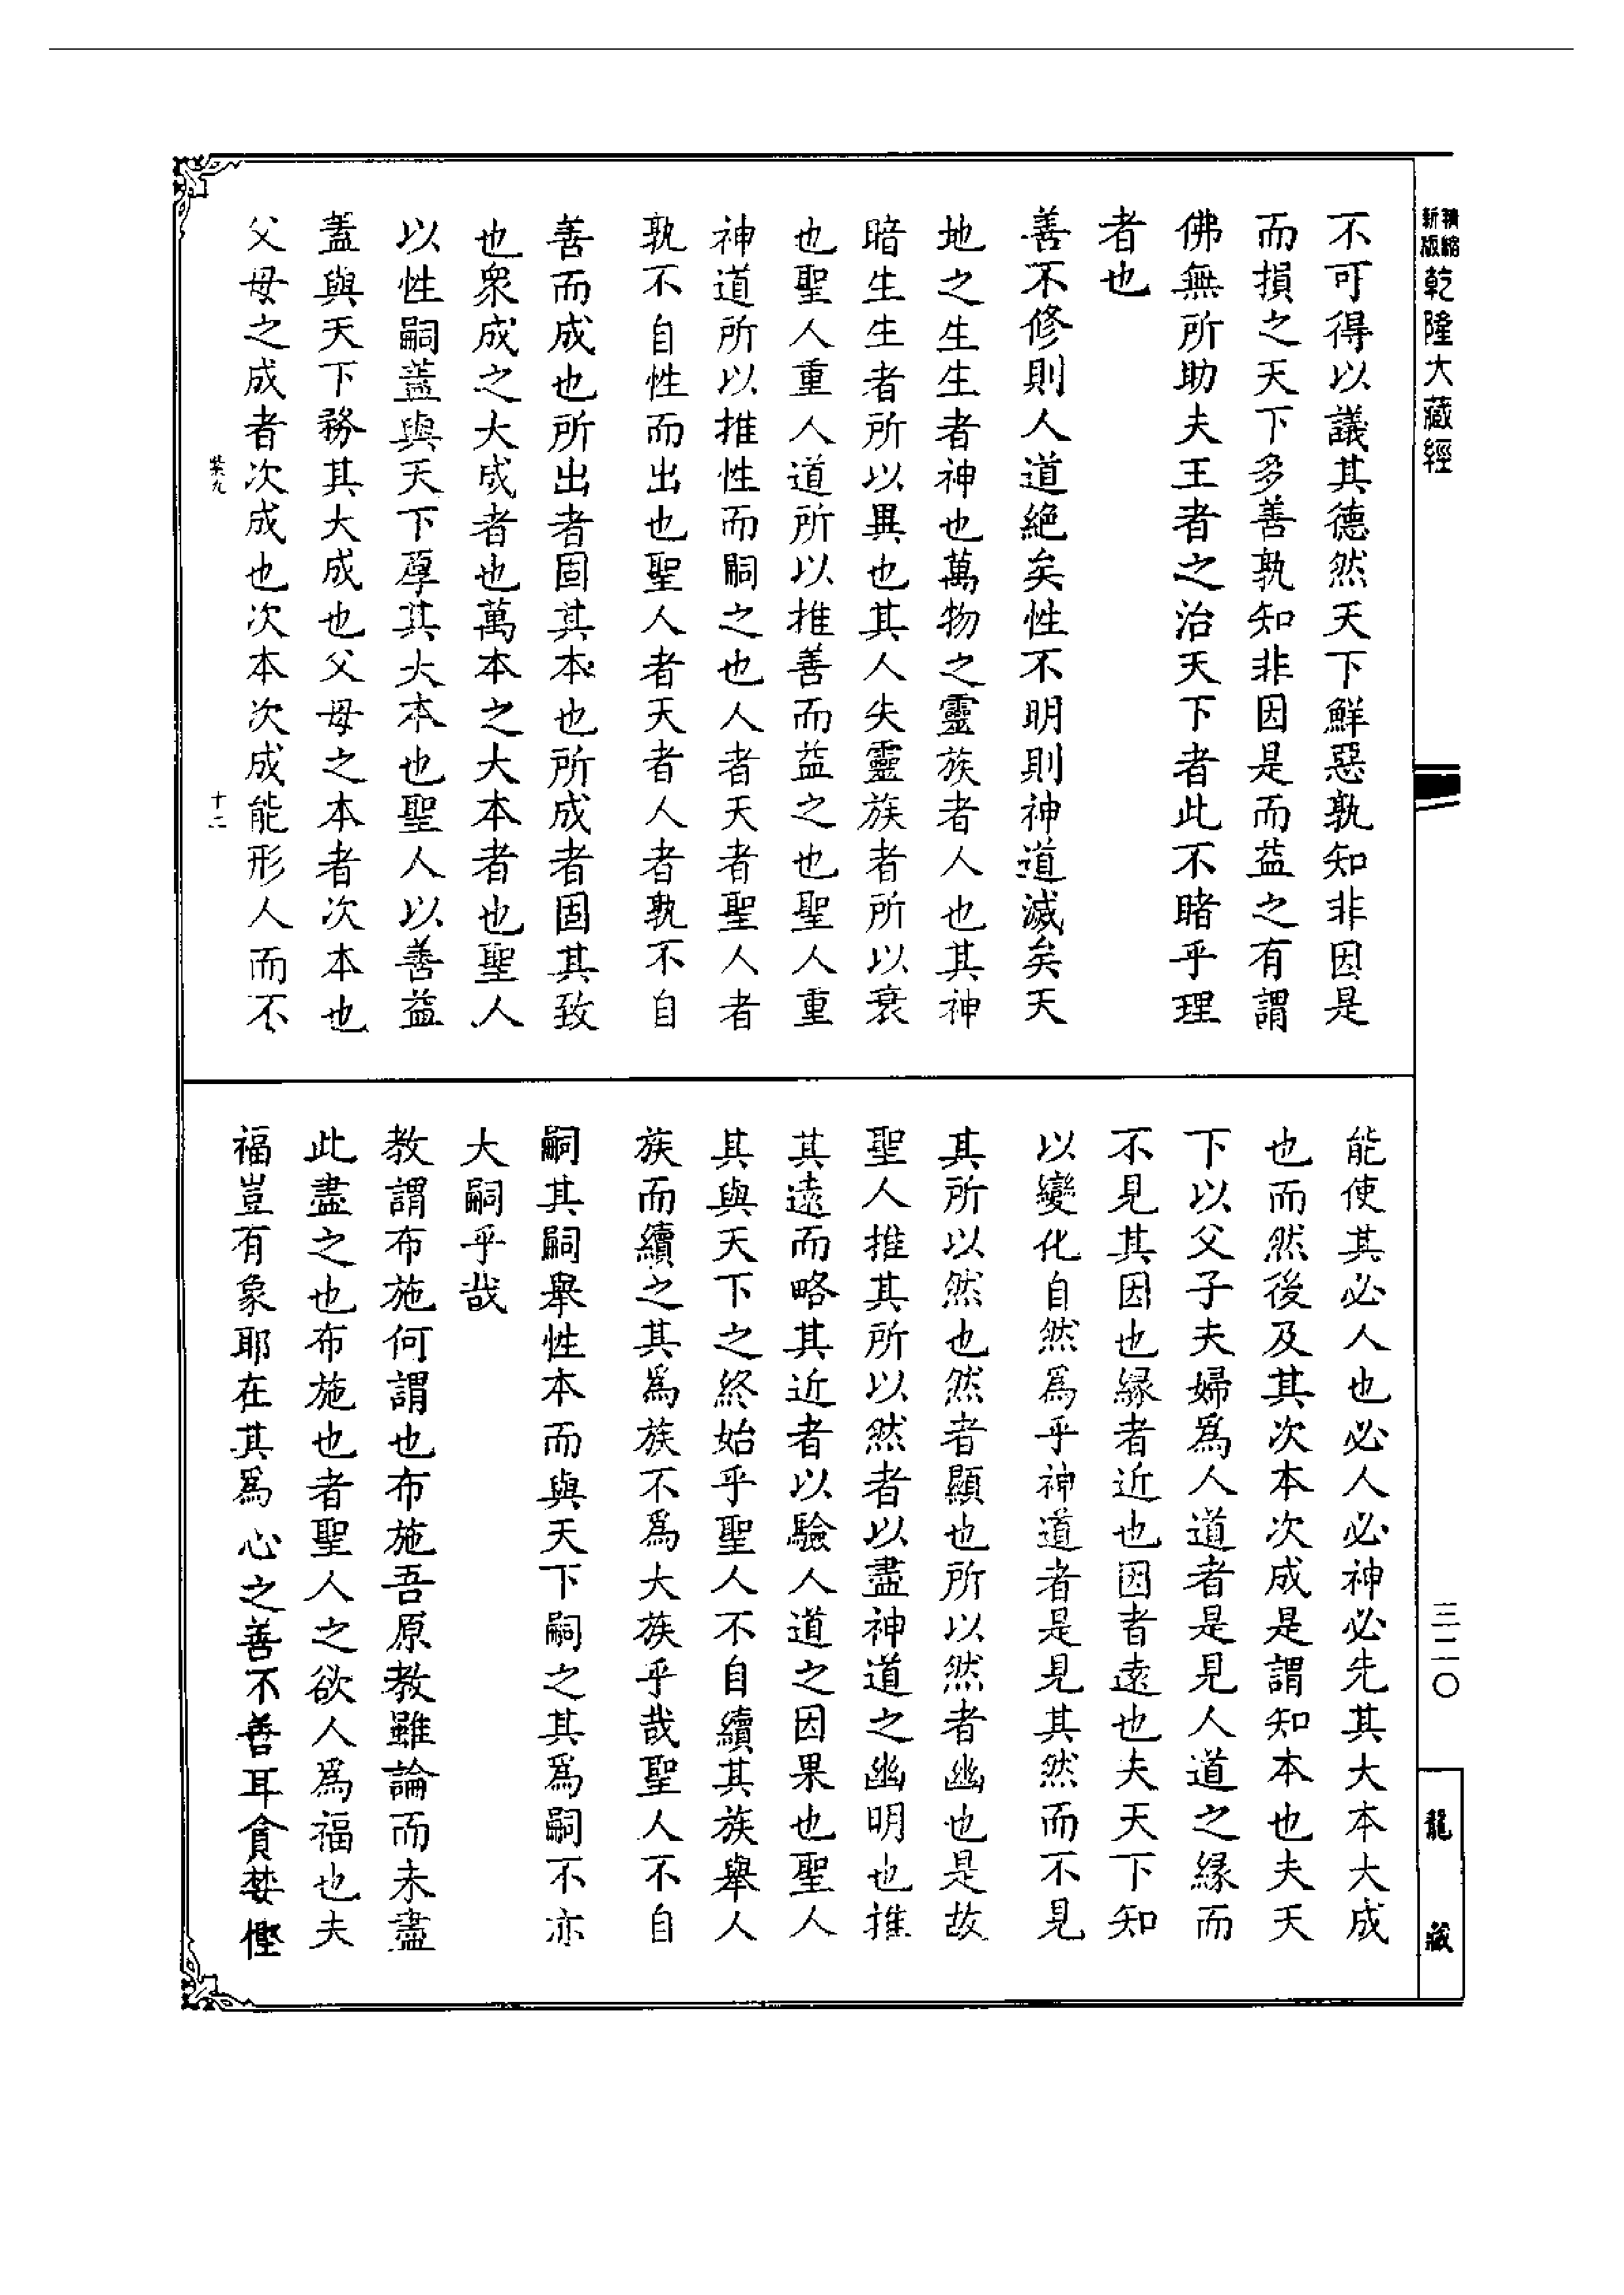 精縮
新版
乾隆大藏經
三二〇
龍藏
不可得以議其德然天下鮮惡孰知非因是
而損之天下多善孰知非因是而益之有謂
佛無所助夫王者之治天下者此不睹乎理
者也
善不修則人道絕矣性不明則神道滅矣天
地之生生者神也萬物之靈族者人也其神
暗生生者所以異也其人失靈族者所以衰
也聖人重人道所以推善而益之也聖人重
神道所以推性而嗣之也人者天者聖人者
孰不自性而出也聖人者天者人者孰不自
善而成也所出者固其本也所成者固其致
也衆成之大成者也萬本之大本者也聖人
以性嗣蓋與天下厚其大本也聖人以善益
蓋與天下務其大成也父母之本者次本也
父母之成者次成也次本次成能形人而不
紫九
十二
能使其必人也必人必神必先其大本大成
也而然後及其次本次成是謂知本也夫天
下以父子夫婦爲人道者是見人道之緣而
不見其因也緣者近也因者遠也夫天下知
以變化自然爲乎神道者是見其然而不見
其所以然也然者顯也所以然者幽也是故
聖人推其所以然者以盡神道之幽明也推
其遠而略其近者以驗人道之因果也聖人
其與天下之終始乎聖人不自續其族舉人
族而續之其爲族不爲大族乎哉聖人不自
嗣其嗣舉性本而與天下嗣之其爲嗣不亦
大嗣乎哉
教謂布施何謂也布施吾原教雖論而未盡
此盡之也布施也者聖人之欲人爲福也夫
福豈有象耶在其爲心之善不善耳貪婪慳